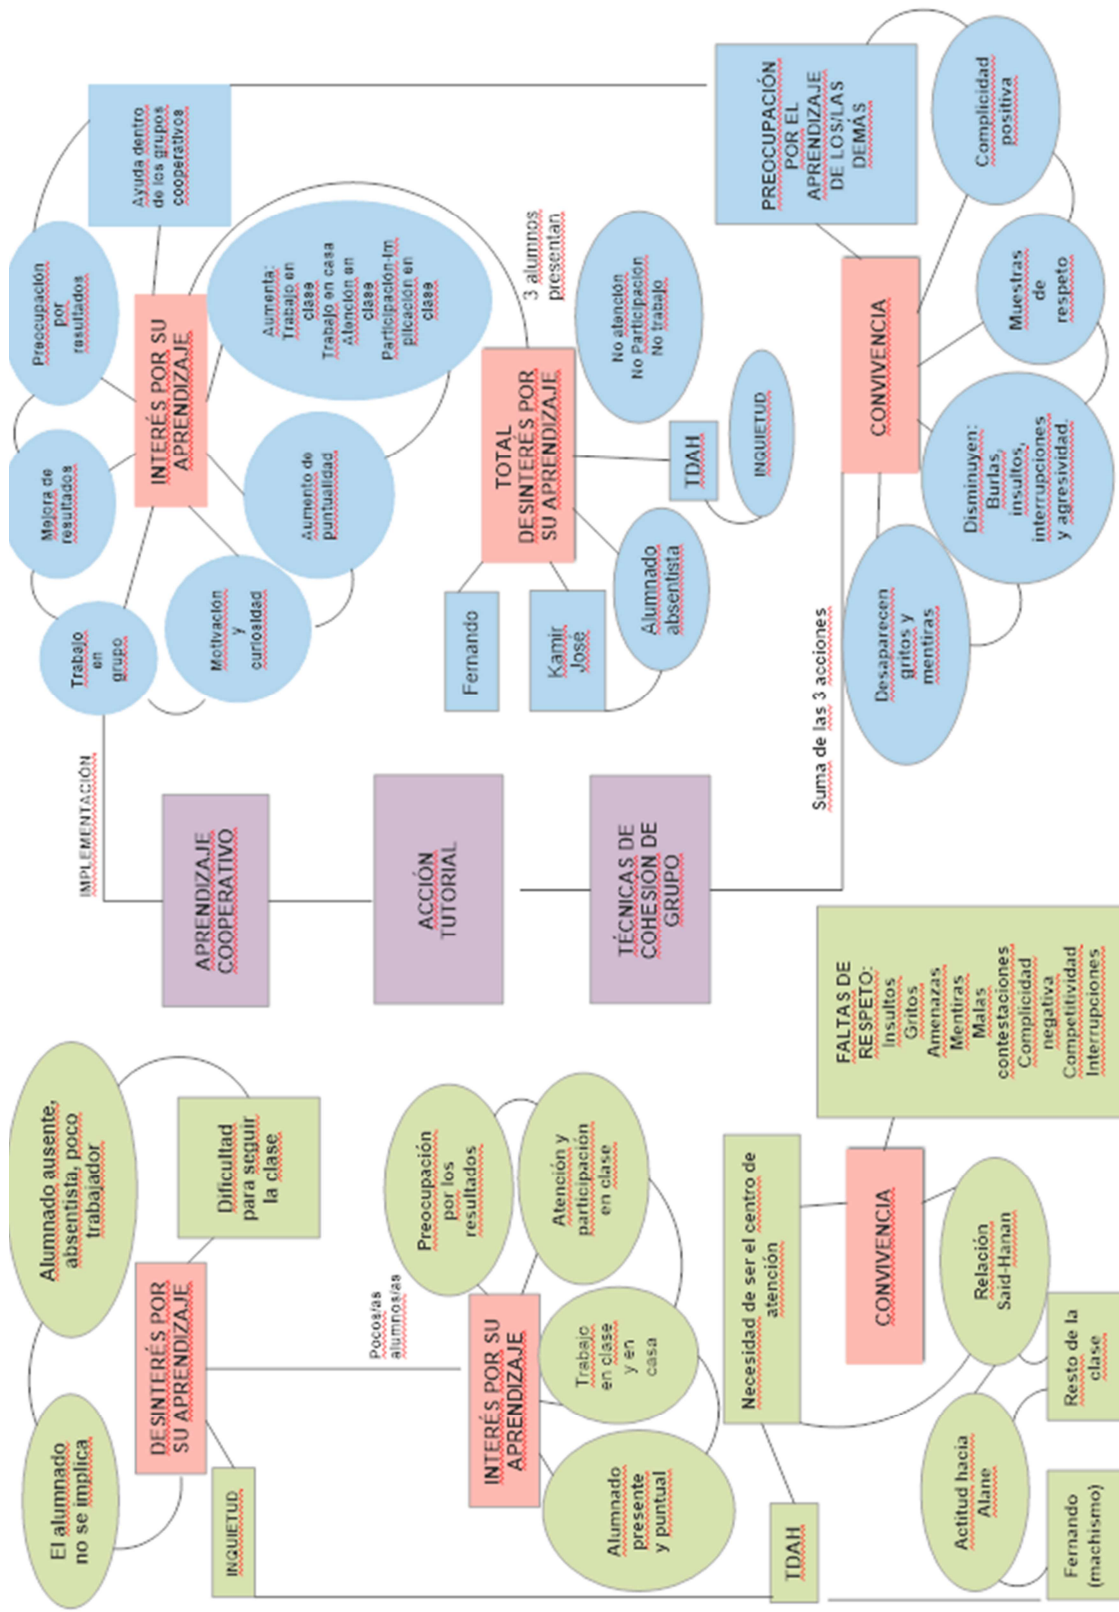 El alumnado
no se implica
Alumnado ausente,
absentista, poco
trabajador
DESINTERÉS POR
SU APRENDIZAJE
INQUIETUD
Dificultad
para seguir
la clase
Pocos/as
alumnos/as
INTERÉS POR SU
APRENDIZAJE
Preocupación
por los
resultados
Atención y
participación
en clase
Trabajo
en clase
y en
casa
Alumnado
presente
y puntual
TDAH
Necesidad de ser el centro de
atención
CONVIVENCIA
FALTAS DE
RESPETO:
Insultos
Gritos
Amenazas
Mentiras
Malas
contestaciones
Complicidad
negativa
Competitividad
Interrupciones
Relación
Said-Hanan
Actitud hacia
Alane
Resto de la
clase
Fernando
(machismo)
APRENDIZAJE
COOPERATIVO
ACCIÓN
TUTORIAL
TÉCNICAS DE
COHESIÓN DE
GRUPO
IMPLEMENTACIÓN
Suma de las 3 acciones
Trabajo
en
grupo
Mejora de
resultados
Preocupación
por
resultados
Ayuda dentro
de los grupos
cooperativos
INTERÉS POR SU
APRENDIZAJE
Motivación
y
curiosidad
Aumento de
puntualidad
Aumenta:
Trabajo en
clase
Trabajo en casa
Atención en
clase
Participación-Im
plicación en
clase
Fernando
Kamir
José
TOTAL
DESINTERÉS POR
SU APRENDIZAJE
3 alumnos
presentan
No atención
No Participación
No trabajo
Alumnado
absentista
TDAH
INQUIETUD
PREOCUPACIÓN
POR EL
APRENDIZAJE
DE LOS/LAS
DEMÁS
CONVIVENCIA
Desaparecen
gritos y
mentiras
Disminuyen:
Burlas,
insultos,
interrupciones
y agresividad.
Muestras
de
respeto
Complicidad
positiva